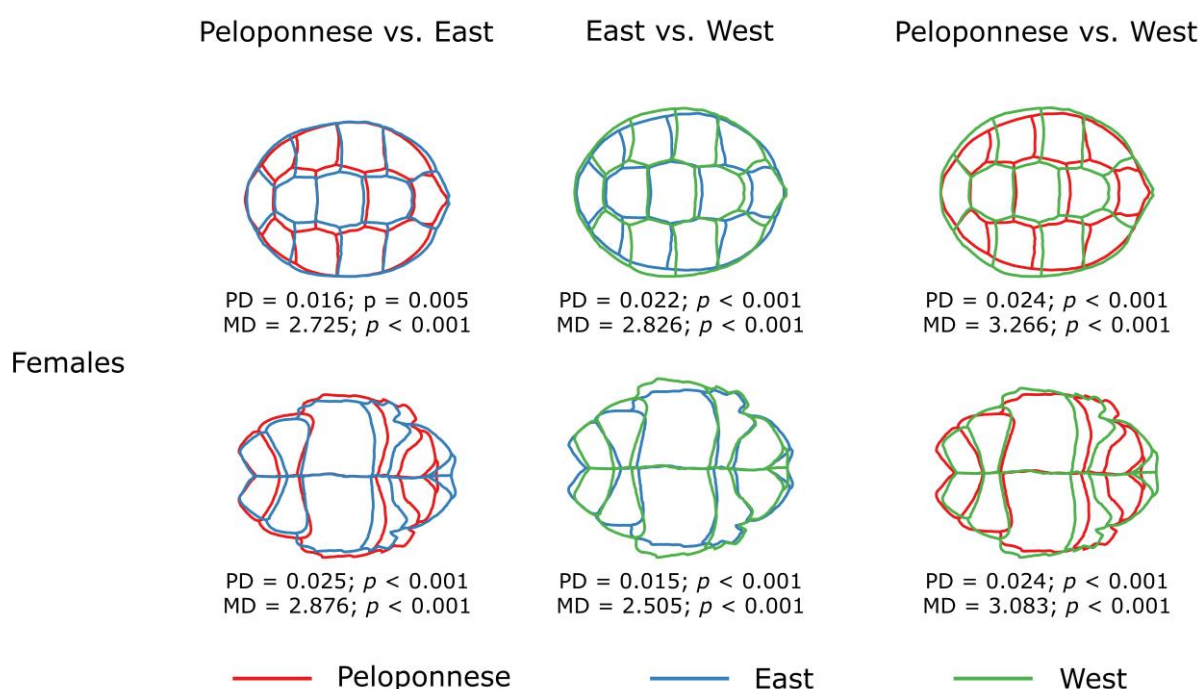 Peloponnese vs. East
East vs. West
Peloponnese vs. West
PD = 0.016; p = 0.005
MD = 2.725; p < 0.001
PD = 0.022; p < 0.001
MD = 2.826; p < 0.001
PD = 0.024; p < 0.001
MD = 3.266; p < 0.001
Females
PD = 0.025; p < 0.001
MD = 2.876; p < 0.001
PD = 0.015; p < 0.001
MD = 2.505; p < 0.001
PD = 0.024; p < 0.001
MD = 3.083; p < 0.001
Peloponnese
East
West